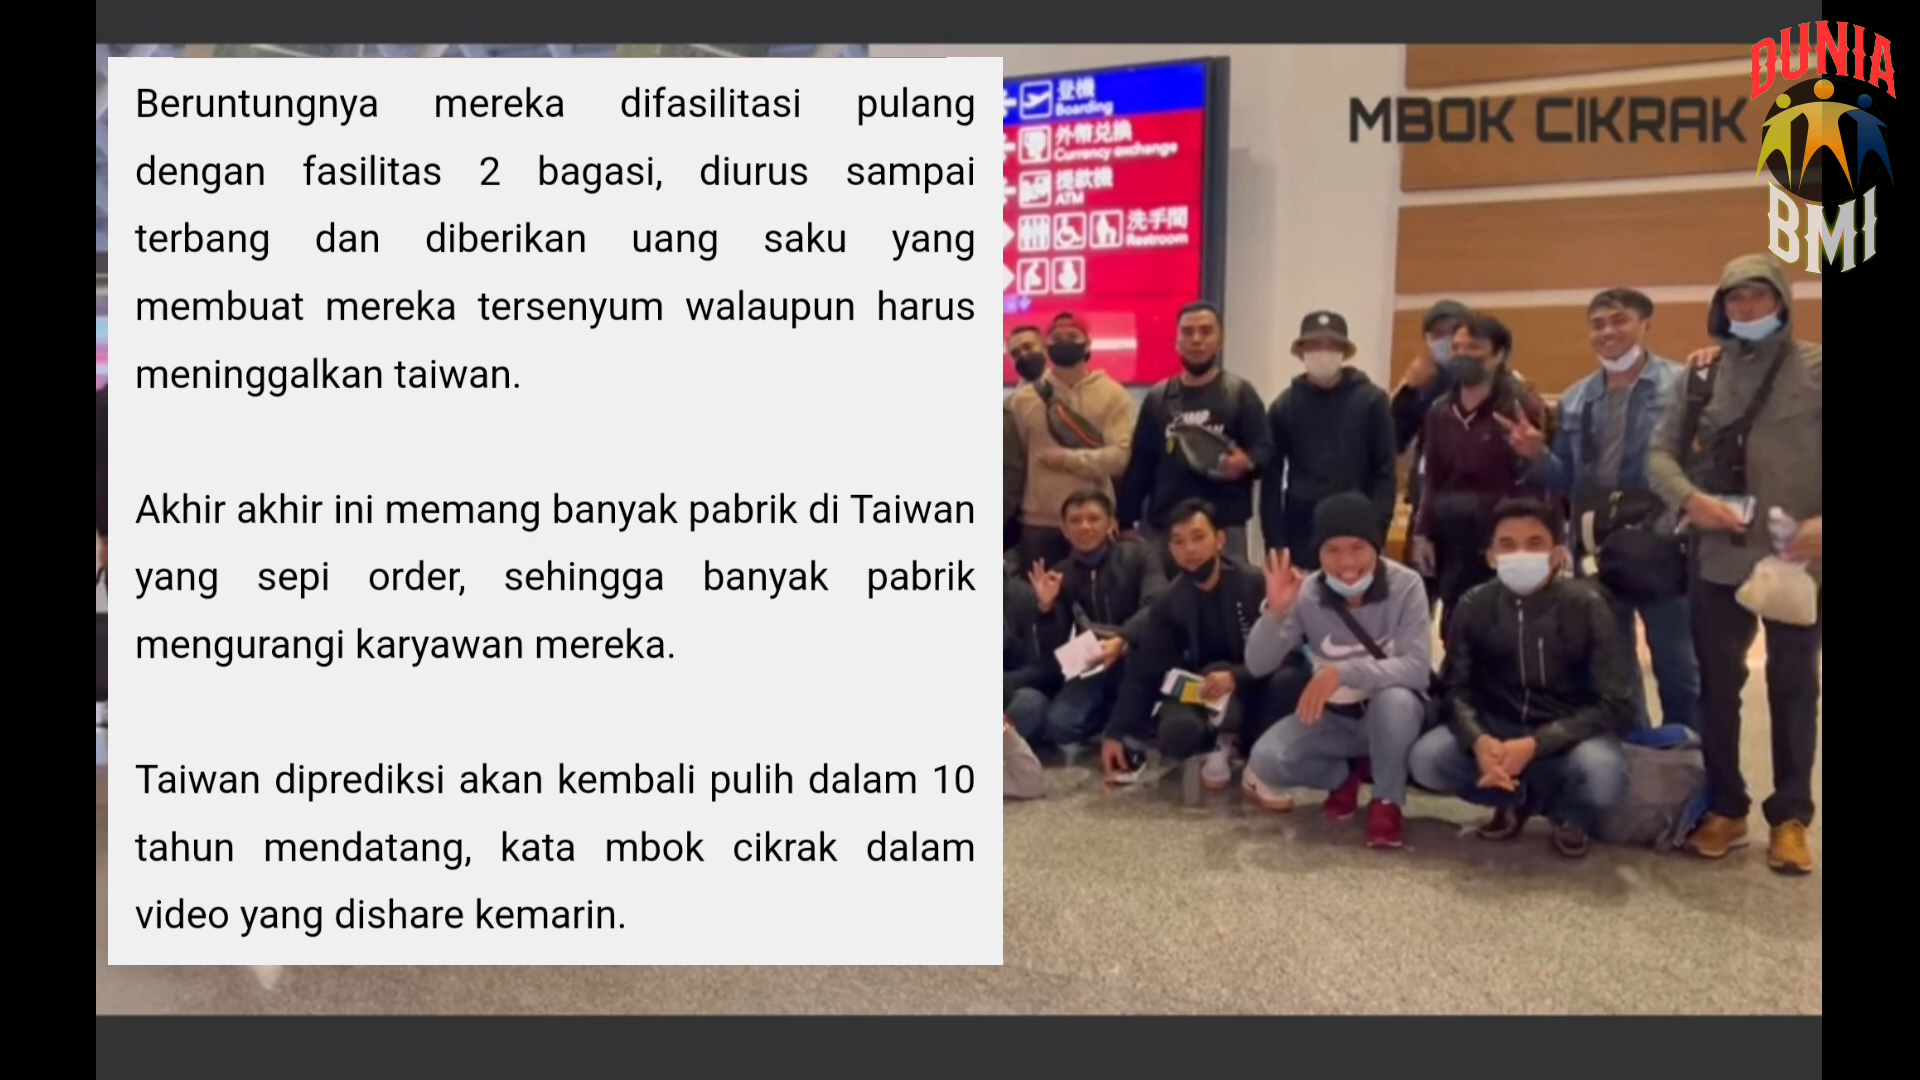 Beruntungnya mereka difasilitasi pulang
dengan fasilitas 2 bagasi, diurus sampai
terbang dan diberikan uang saku yang
membuat mereka tersenyum walaupun harus
meninggalkan taiwan.
Akhir akhir ini memang banyak pabrik di Taiwan
yang sepi order, sehingga banyak pabrik
mengurangi karyawan mereka.
Taiwan diprediksi akan kembali pulih dalam 10
tahun mendatang, kata mbok cikrak dalam
video yang dishare kemarin.
登機
Boarding
外幣兌換
Currency exchange
提款機
ATM
洗手間
Restroom
MBOK CIKRAK
DUNIA
BMI